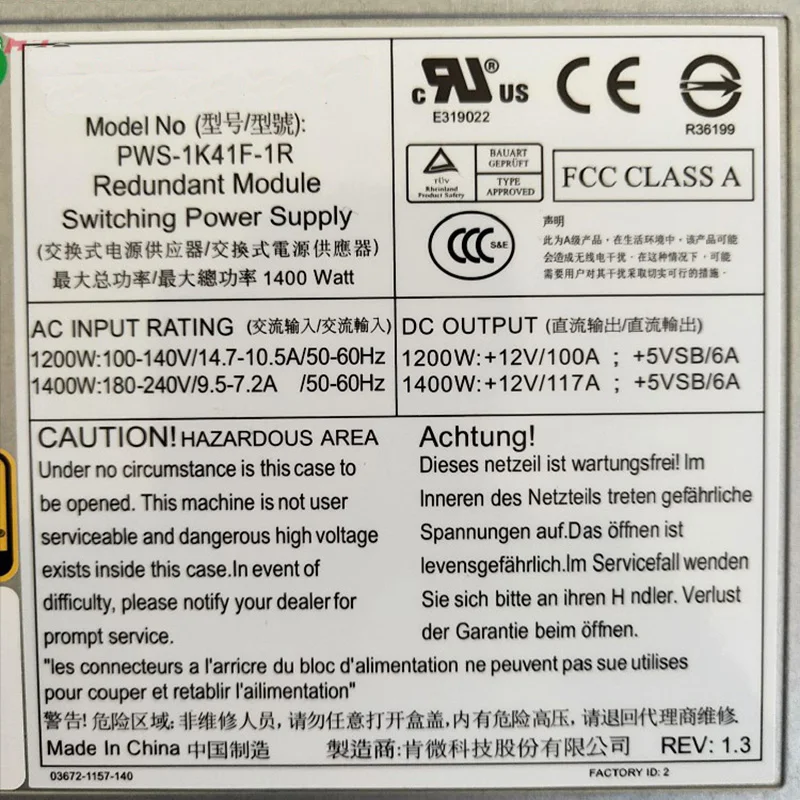 Model No (型号/型號):
PWS-1K41F-1R
Redundant Module
Switching Power Supply
(交换式电源供应器/交換式電源供應器)
最大总功率/最大總功率 1400 Watt
c RU ® US
E319022
CE
R36199
TÜV
Rheinland
Product Safety
BAUART
GEPRÜFT
TYPE
APPROVED
FCC CLASS A
CCC S&E
声明
此为A级产品，在生活环境中，该产品可能
会造成无线电干扰。在这种情况下，可能
需要用户对其干扰采取切实可行的措施。
AC INPUT RATING (交流输入/交流輸入)
1200W:100-140V/14.7-10.5A/50-60Hz
1400W:180-240V/9.5-7.2A /50-60Hz
DC OUTPUT (直流输出/直流輸出)
1200W:+12V/100A ; +5VSB/6A
1400W:+12V/117A ; +5VSB/6A
CAUTION! HAZARDOUS AREA
Under no circumstance is this case to
be opened. This machine is not user
serviceable and dangerous high voltage
exists inside this case.In event of
difficulty, please notify your dealer for
prompt service.
Achtung!
Dieses netzeil ist wartungsfrei! Im
Inneren des Netzteils treten gefährliche
Spannungen auf.Das öffnen ist
levensgefährlich.Im Servicefall wenden
Sie sich bitte an ihren H ndler. Verlust
der Garantie beim öffnen.
"les connecteurs a l'arricre du bloc d'alimentation ne peuvent pas sue utilises
pour couper et retablir l'ailimentation"
警告! 危险区域: 非维修人员, 请勿任意打开盒盖, 内有危险高压, 请退回代理商维修.
Made In China 中国制造
製造商: 肯微科技股份有限公司
REV: 1.3
03672-1157-140
FACTORY ID: 2